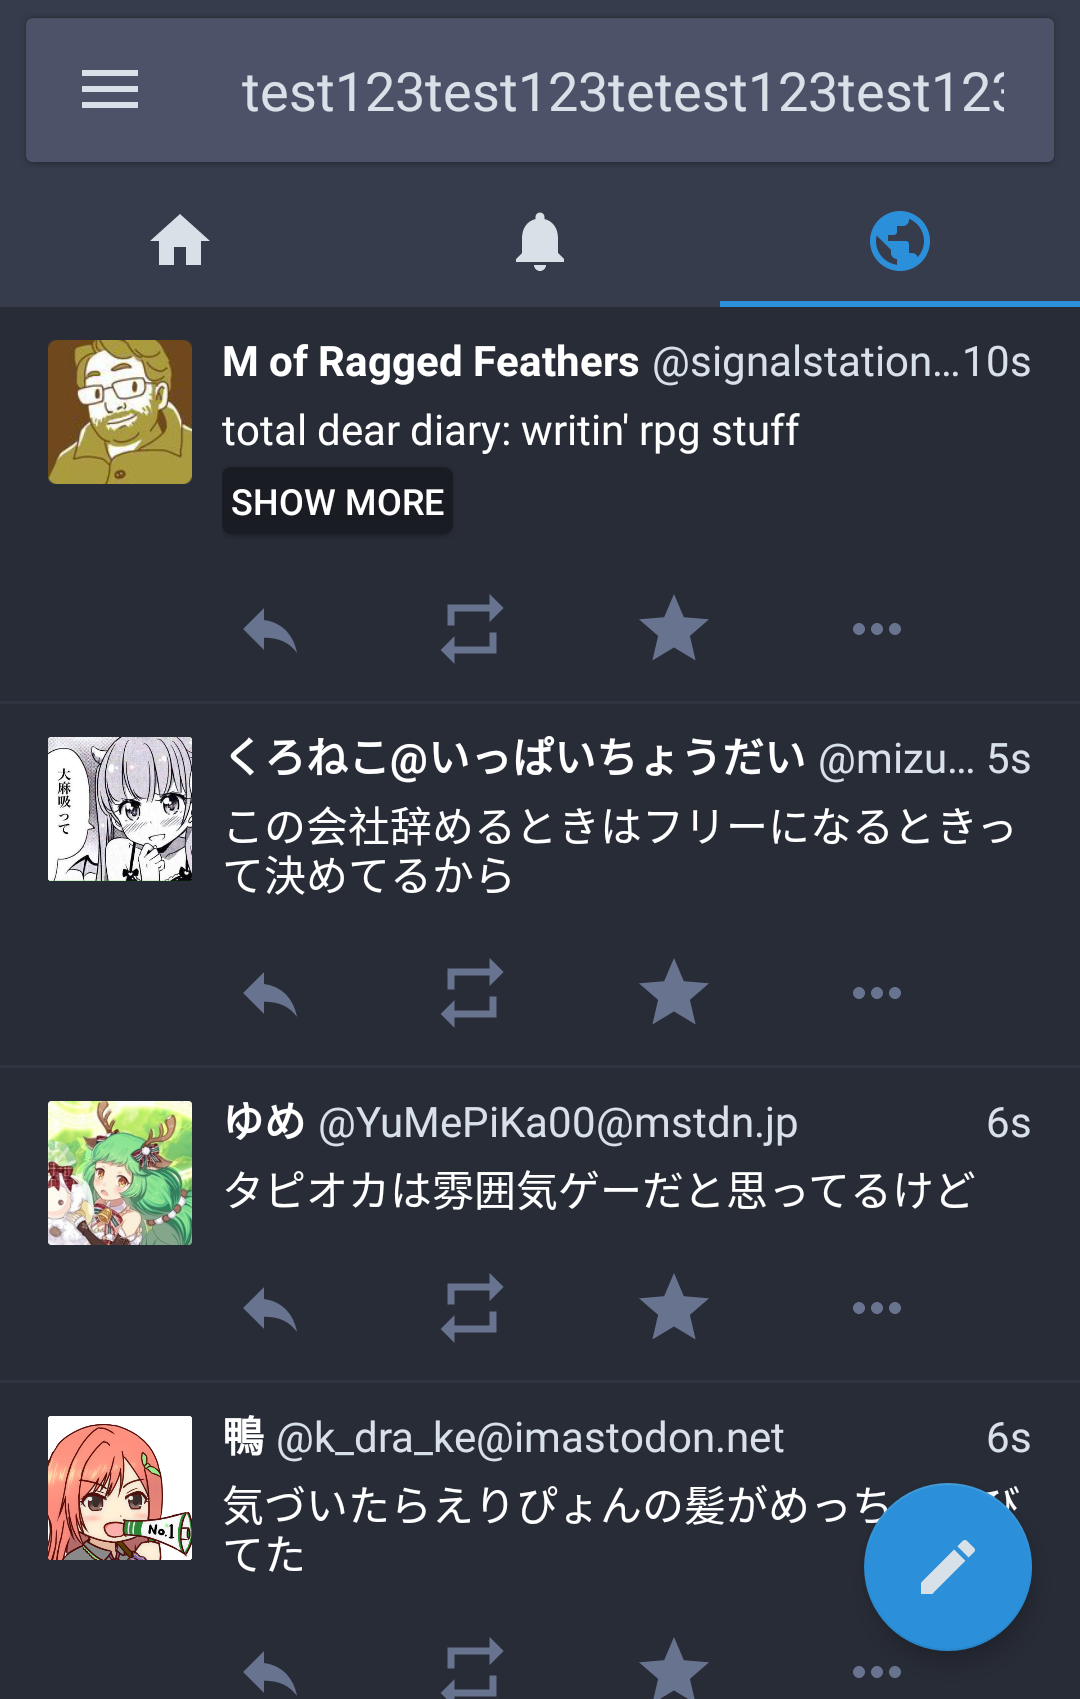 test123test123tetest123test123
M of Ragged Feathers @signalstation...10s
total dear diary: writin' rpg stuff
SHOW MORE
くろねこ@いっぱいちょうだい @mizu... 5s
大麻吸って
この会社辞めるときはフリーになるときっ
て決めてるから
ゆめ @YuMePiKa00@mstdn.jp 6s
タピオカは雰囲気ゲーだと思ってるけど
鴨 @k_dra_ke@imastodon.net 6s
No.1
気づいたらえりぴょんの髪がめっち
てた